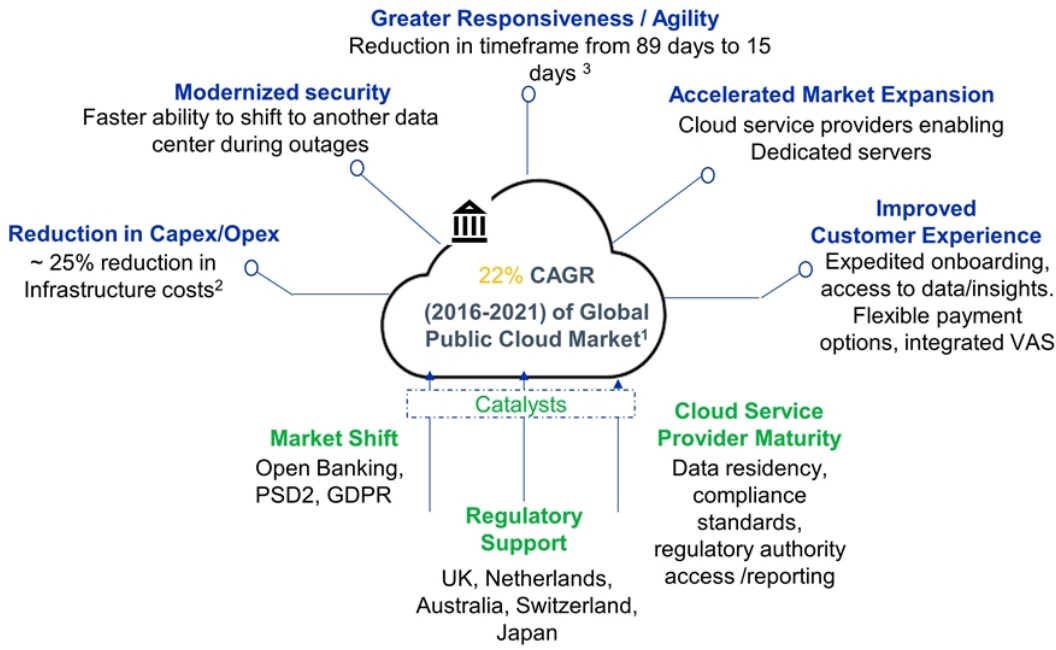 Greater Responsiveness / Agility
Reduction in timeframe from 89 days to 15
days ³
Modernized security
Faster ability to shift to another data
center during outages
Accelerated Market Expansion
Cloud service providers enabling
Dedicated servers
Reduction in Capex/Opex
~ 25% reduction in
Infrastructure costs²
Improved
Customer Experience
Expedited onboarding,
access to data/insights.
Flexible payment
options, integrated VAS
22% CAGR
(2016-2021) of Global
Public Cloud Market¹
Catalysts
Market Shift
Open Banking,
PSD2, GDPR
Regulatory
Support
UK, Netherlands,
Australia, Switzerland,
Japan
Cloud Service
Provider Maturity
Data residency,
compliance
standards,
regulatory authority
access /reporting